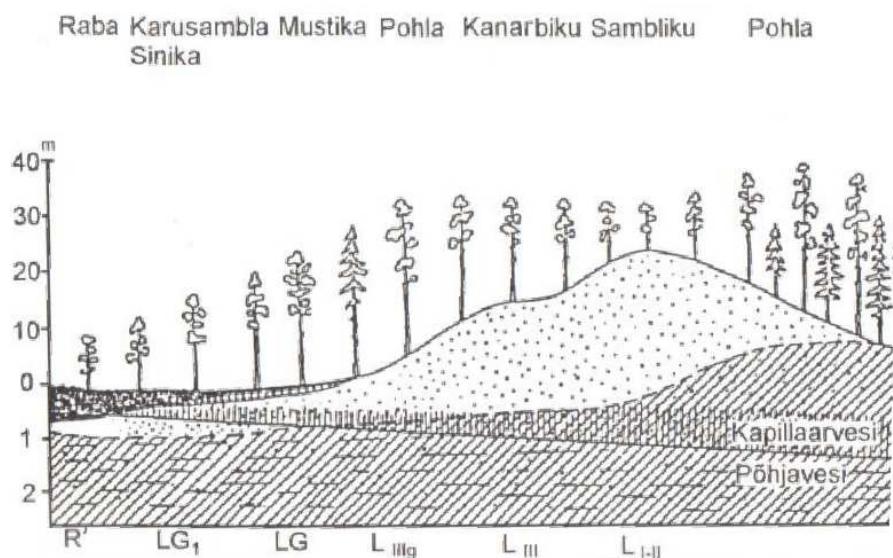 Raba Karusambla Mustika Pohla Kanarbiku Sambliku Pohla
Sinika
m
40
30
20
10
0
1
2
Kapillaarvesi
Põhjavesi
R' LG₁ LG L IIIg L III L I-II